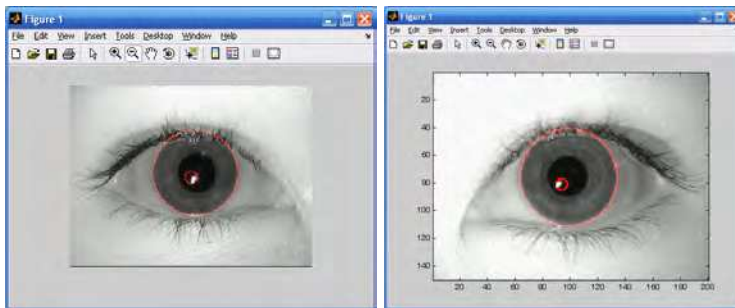 Figure 1
File Edit View Insert Tools Desktop Window Help
Figure 1
File Edit View Insert Tools Desktop Window Help
20
40
60
80
100
120
140
20 40 60 80 100 120 140 160 180 200